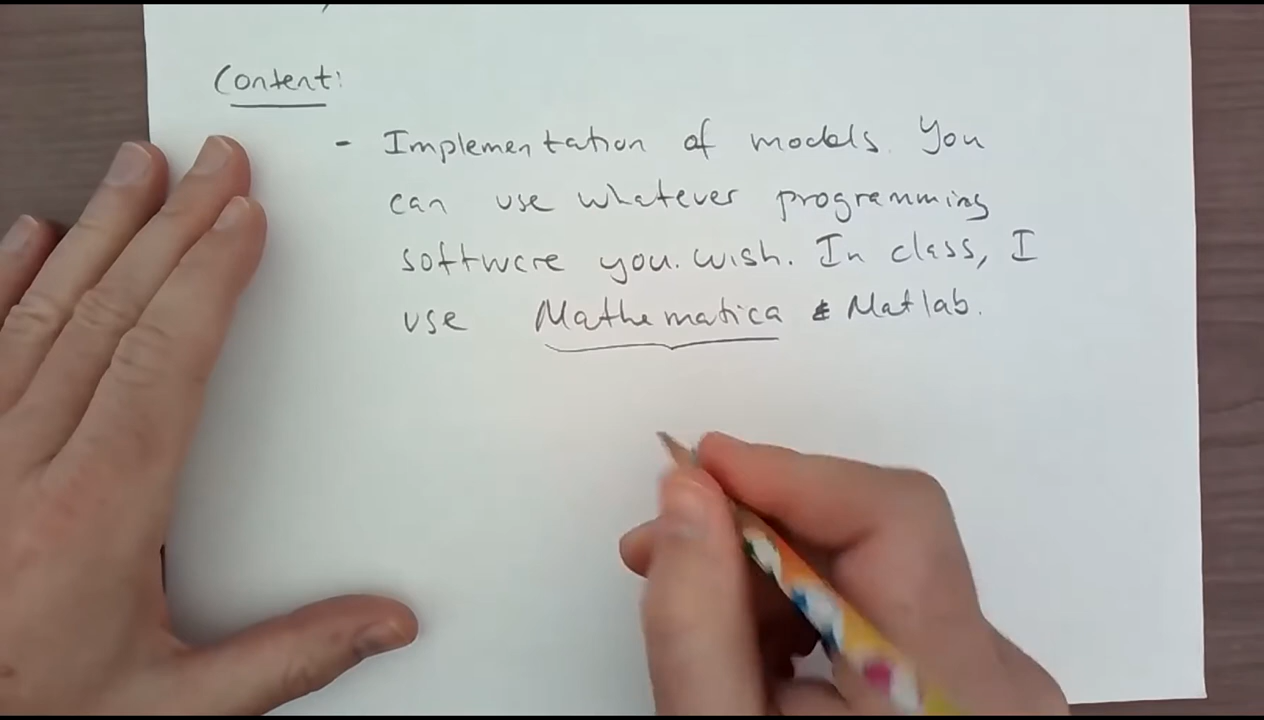 Content:
- Implementation of models. You
can use whatever programming
software you wish. In class, I
use Mathematica & Matlab.